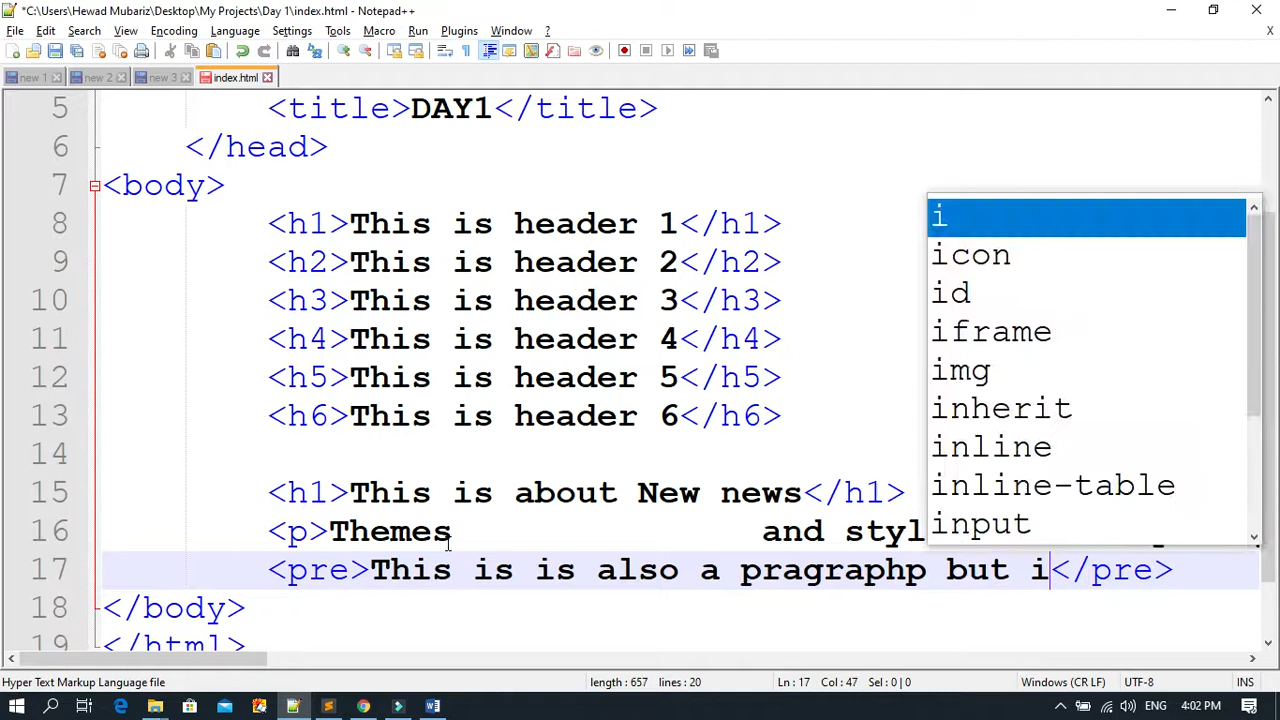 *C:\Users\Hewad Mubariz\Desktop\My Projects\Day 1\index.html - Notepad++
File Edit Search View Encoding Language Settings Tools Macro Run Plugins Window ?
X
new 1 new 2 new 3 index.html
5 <title>DAY1</title>
6 </head>
7 <body>
8 <h1>This is header 1</h1>
9 <h2>This is header 2</h2>
10 <h3>This is header 3</h3>
11 <h4>This is header 4</h4>
12 <h5>This is header 5</h5>
13 <h6>This is header 6</h6>
14
15 <h1>This is about New news</h1>
16 <p>Themes and styl
17 <pre>This is is also a pragraphp but i</pre>
18 </body>
19 </html>
i
icon
id
iframe
img
inherit
inline
inline-table
input
Hyper Text Markup Language file length : 657 lines : 20 Ln : 17 Col : 47 Sel : 0 | 0 Windows (CR LF) UTF-8 INS
ENG 4:02 PM